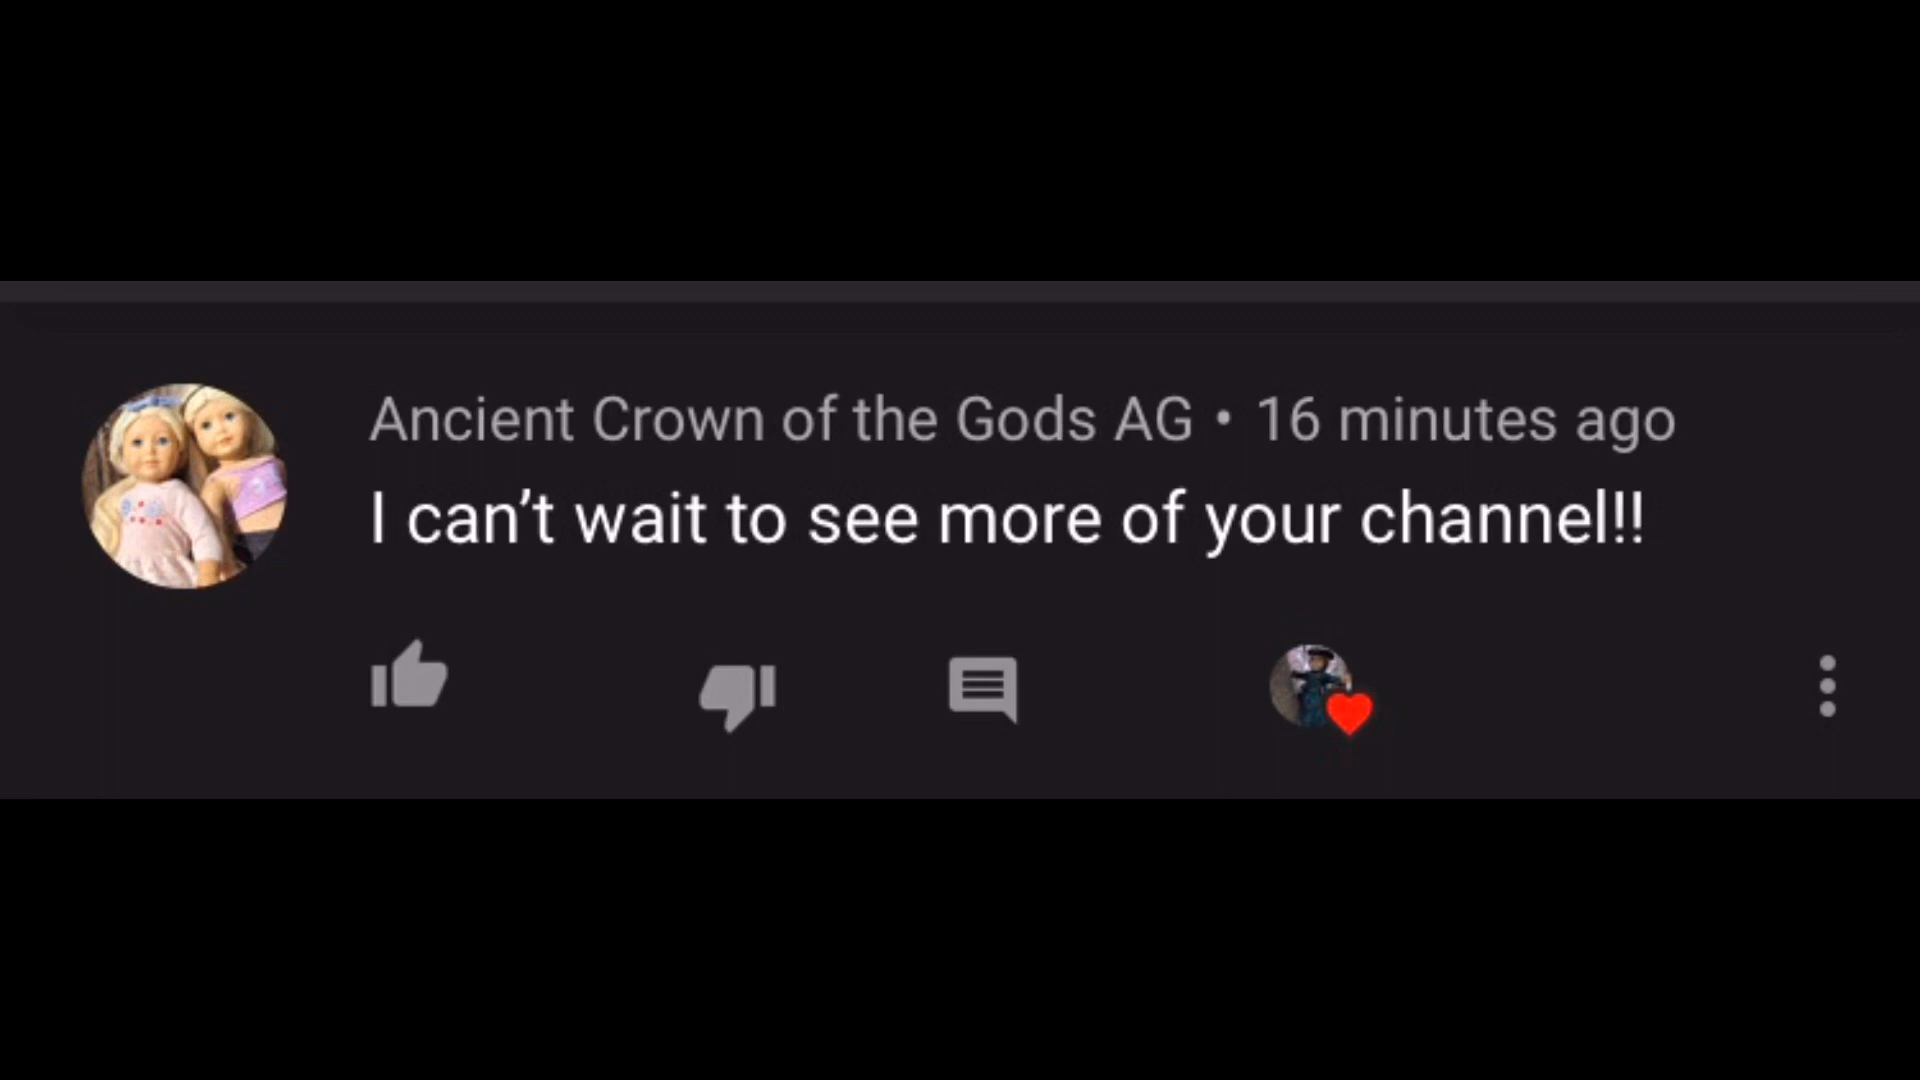 Ancient Crown of the Gods AG • 16 minutes ago
I can’t wait to see more of your channel!!